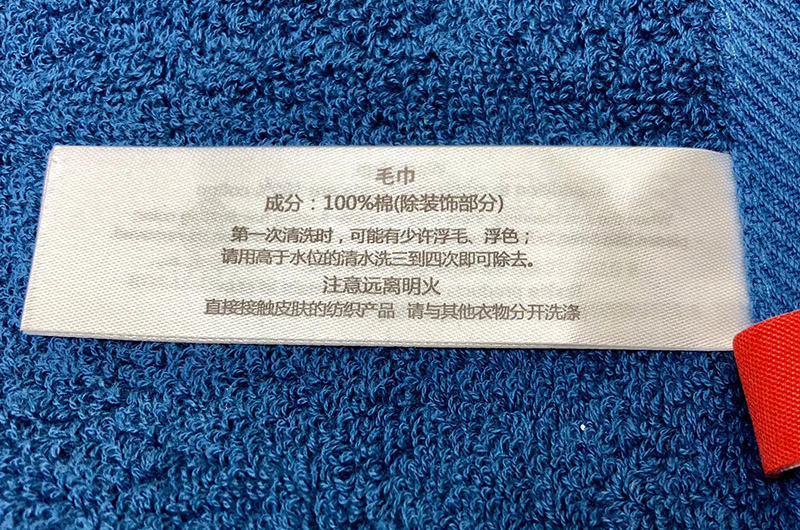 毛巾
成分：100%棉(除装饰部分)
第一次清洗时，可能有少许浮毛、浮色；
请用高于水位的清水洗三到四次即可除去。
注意远离明火
直接接触皮肤的纺织产品 请与其他衣物分开洗涤